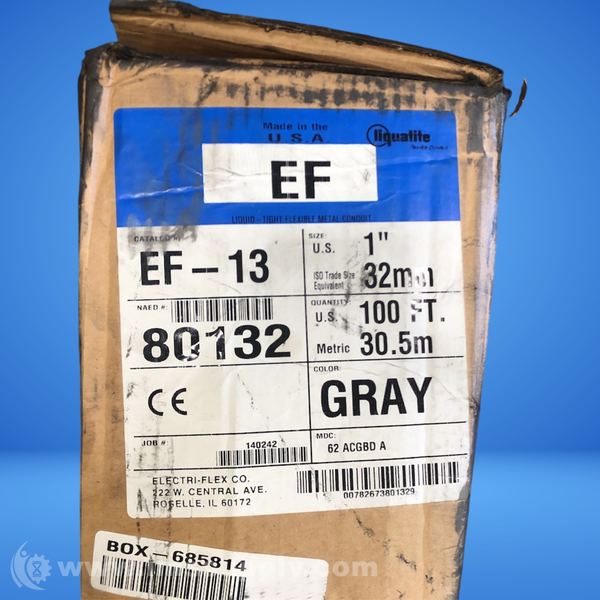 Made in the
U.S.A
liquatite
EF
LIQUID-TIGHT FLEXIBLE METAL CONDUIT
CATALOG #:
EF-13
SIZE:
U.S. 1"
ISO Trade Size
Equivalent 32mm
NAED #:
80132
QUANTITY:
U.S. 100 FT.
Metric 30.5m
CE
COLOR:
GRAY
JOB #:
140242
MDC:
62 ACGBD A
ELECTRI-FLEX CO.
222 W. CENTRAL AVE.
ROSELLE, IL 60172
00782673801329
BOX-685814